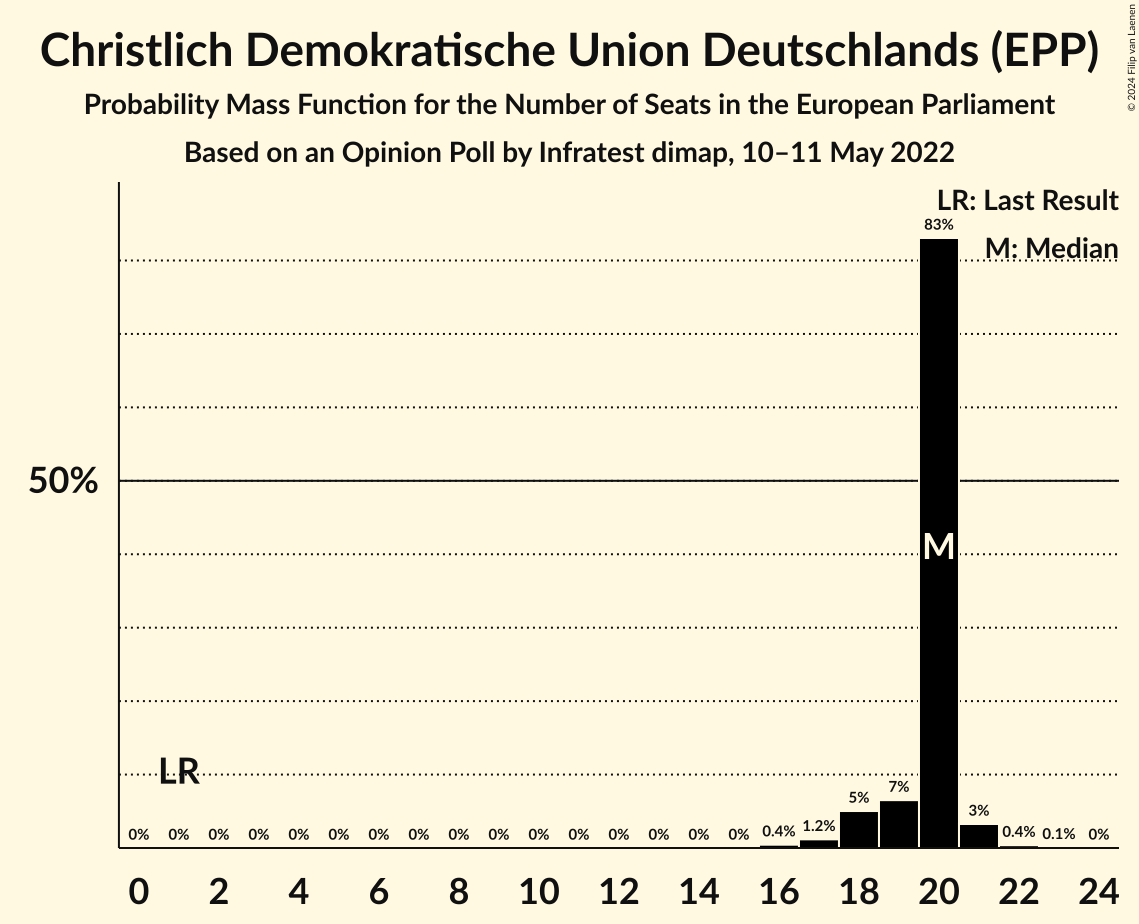 Christlich Demokratische Union Deutschlands (EPP)
Probability Mass Function for the Number of Seats in the European Parliament
Based on an Opinion Poll by Infratest dimap, 10–11 May 2022
© 2024 Filip van Laenen
LR: Last Result
83%
M: Median
50%
M
LR
0% 0% 0% 0% 0% 0% 0% 0% 0% 0% 0% 0% 0% 0% 0% 0% 0.4% 1.2% 5% 7% 3% 0.4% 0.1% 0%
0 2 4 6 8 10 12 14 16 18 20 22 24